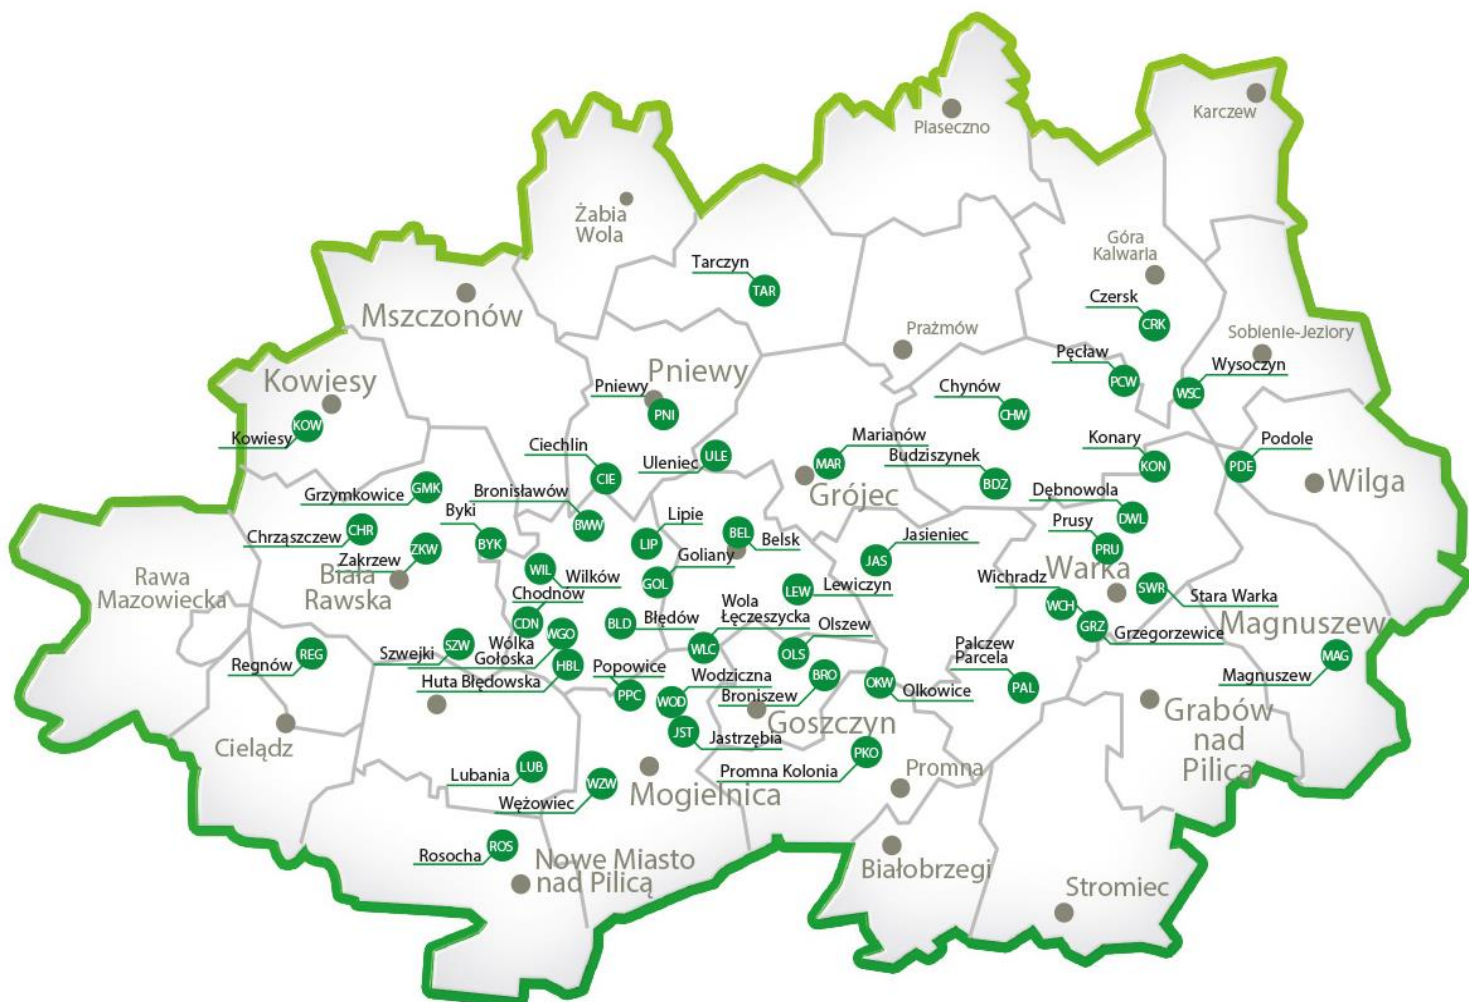 Piaseczno
Karczew
Żabia
Wola
Góra
Kalwaria
Tarczyn
TAR
Mszczonów
Czersk
CRK
Prażmów
Sobienie-Jeziory
Pęcław
PCW
Wysoczyn
WSC
Kowiesy
Pniewy
Pniewy
PNI
Chynów
CHW
KOW
Kowiesy
Ciechlin
CIE
Uleniec
ULE
Marianów
MAR
Budziszynek
BDZ
Konary
KON
Podole
PDE
Wilga
Grzymkowice
GMK
Bronisławów
BWW
Grójec
Dębnowola
DWL
Byki
BYK
Lipie
LIP
BEL
Belsk
Chrząszczew
CHR
Zakrzew
ZKW
Goliany
GOL
Jasieniec
JAS
Prusy
PRU
Rawa
Mazowiecka
Biała
Rawska
WIL
Wilków
LEW
Lewiczyn
Wichradz
WCH
Warka
SWR
Stara Warka
Chodnów
CDN
BLD
Błędów
Wola
Łęczeszycka
WLC
Olszew
OLS
GRZ
Grzegorzewice
Magnuszew
MAG
Magnuszew
Regnów
REG
Szwejki
SZW
Wólka
Gołoska
WGO
Huta Błędowska
HBL
Popowice
PPC
Wodziczna
WOD
Broniszew
BRO
OKW
Olkowice
Palczew
Parcela
PAL
Cielądz
JST
Jastrzębia
Goszczyn
Grabów
nad
Pilicą
Lubania
LUB
Wężowiec
WZW
Mogielnica
Promna Kolonia
PKO
Promna
Rosocha
ROS
Nowe Miasto
nad Pilicą
Białobrzegi
Stromiec